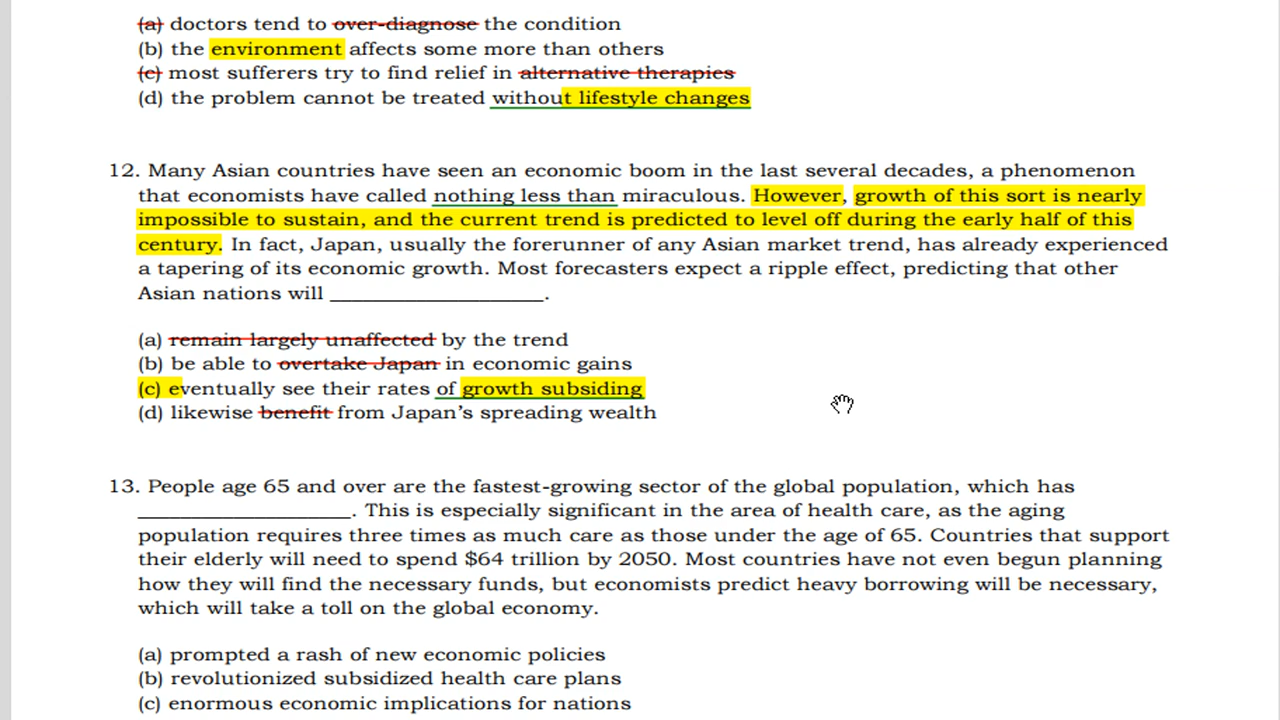 (a) doctors tend to over-diagnose the condition
(b) the environment affects some more than others
(c) most sufferers try to find relief in alternative therapies
(d) the problem cannot be treated without lifestyle changes
12. Many Asian countries have seen an economic boom in the last several decades, a phenomenon
that economists have called nothing less than miraculous. However, growth of this sort is nearly
impossible to sustain, and the current trend is predicted to level off during the early half of this
century. In fact, Japan, usually the forerunner of any Asian market trend, has already experienced
a tapering of its economic growth. Most forecasters expect a ripple effect, predicting that other
Asian nations will ____________________.
(a) remain largely unaffected by the trend
(b) be able to overtake Japan in economic gains
(c) eventually see their rates of growth subsiding
(d) likewise benefit from Japan's spreading wealth
13. People age 65 and over are the fastest-growing sector of the global population, which has
____________________. This is especially significant in the area of health care, as the aging
population requires three times as much care as those under the age of 65. Countries that support
their elderly will need to spend $64 trillion by 2050. Most countries have not even begun planning
how they will find the necessary funds, but economists predict heavy borrowing will be necessary,
which will take a toll on the global economy.
(a) prompted a rash of new economic policies
(b) revolutionized subsidized health care plans
(c) enormous economic implications for nations